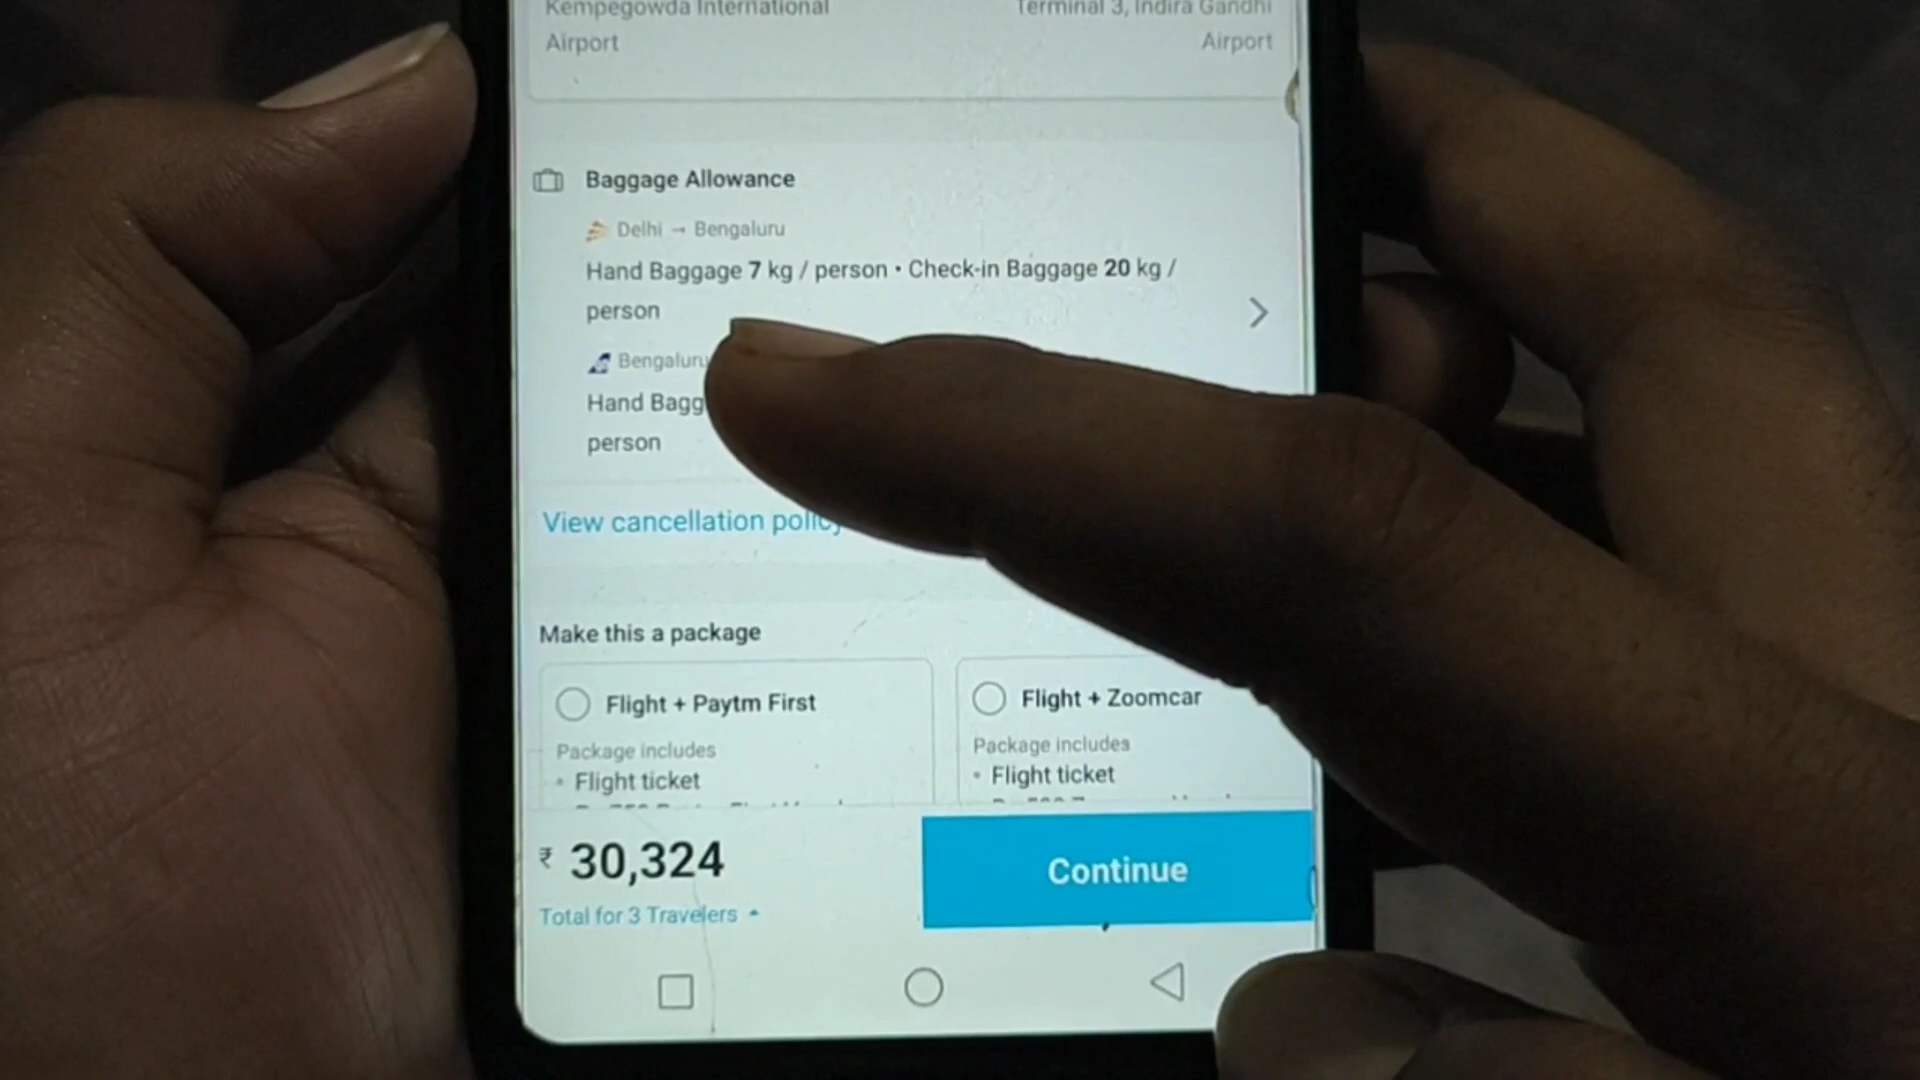 Kempegowda International
Airport
Terminal 3, Indira Gandhi
Airport
Baggage Allowance
Delhi → Bengaluru
Hand Baggage 7 kg / person • Check-in Baggage 20 kg /
person
Bengaluru
Hand Bagg
person
View cancellation policy
Make this a package
Flight + Paytm First
Package includes
• Flight ticket
Flight + Zoomcar
Package includes
• Flight ticket
₹ 30,324
Total for 3 Travelers
Continue